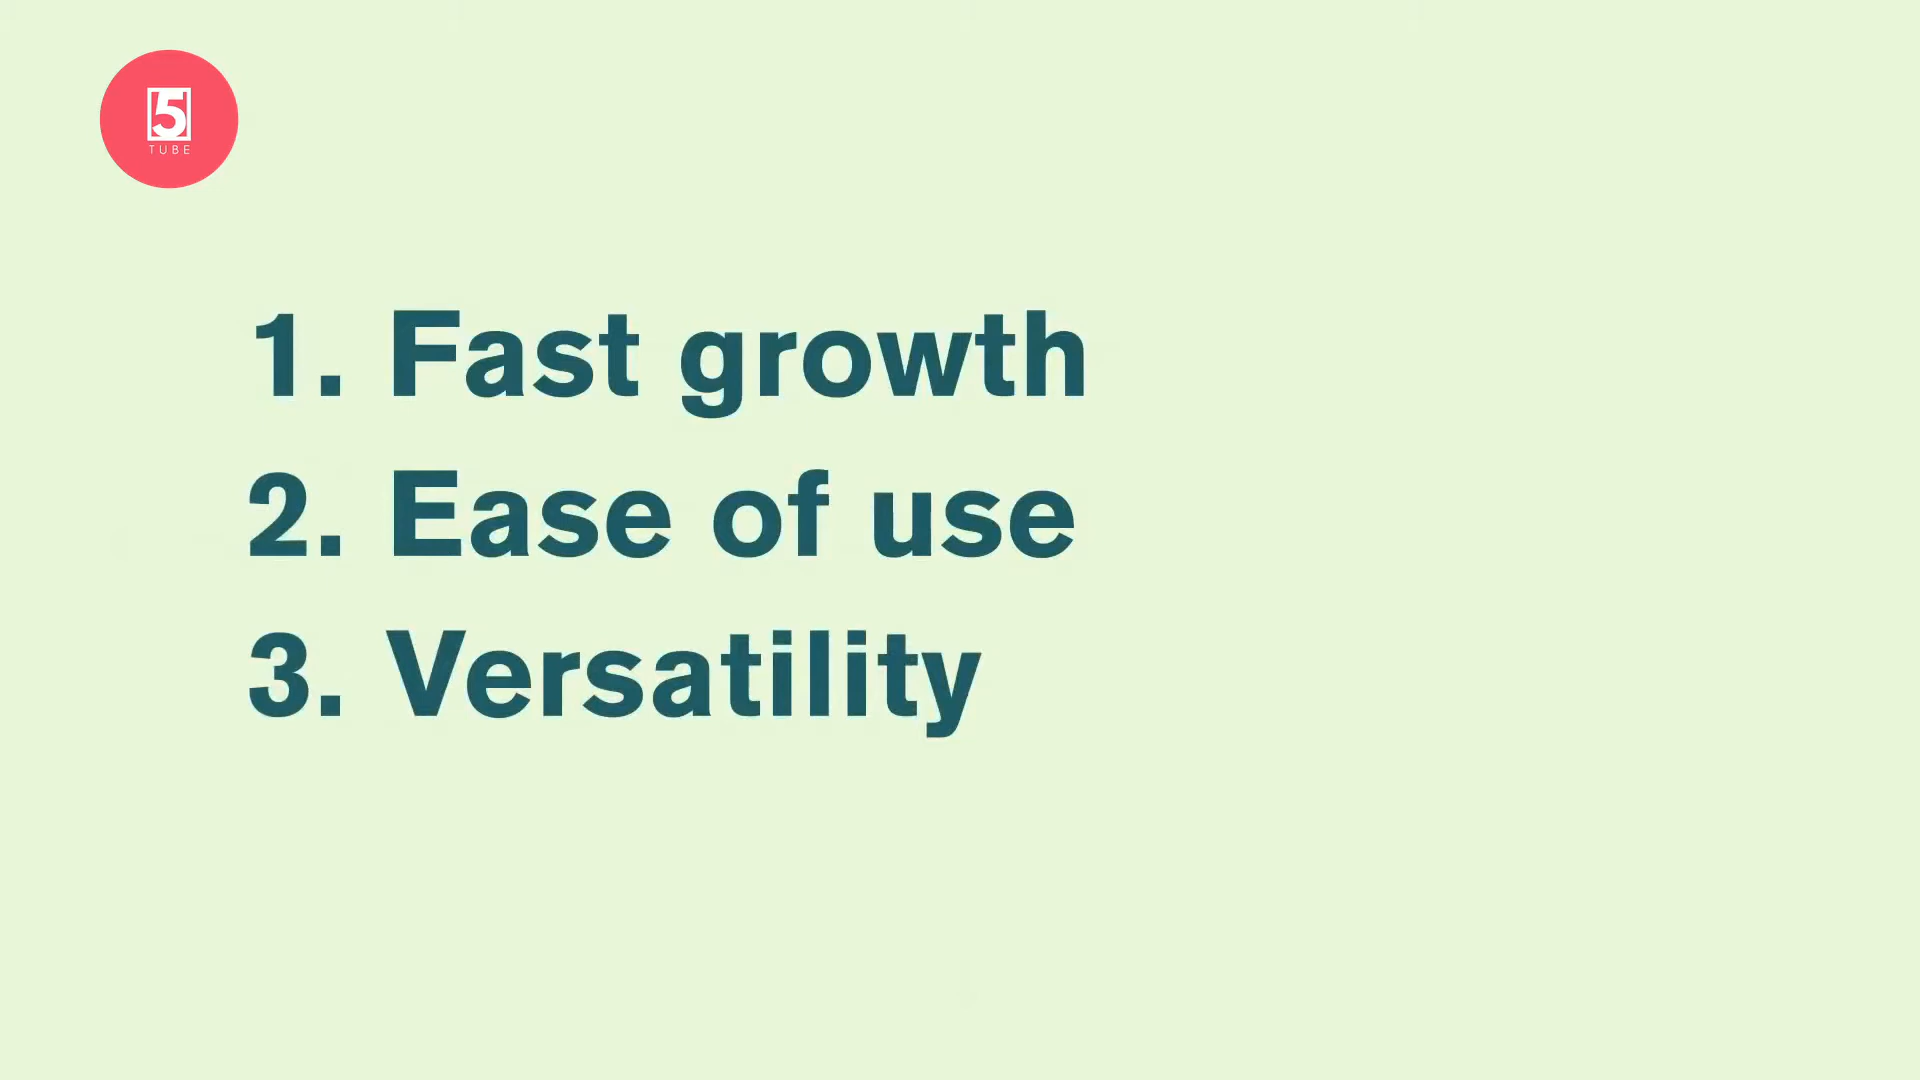 5
TUBE
1. Fast growth
2. Ease of use
3. Versatility